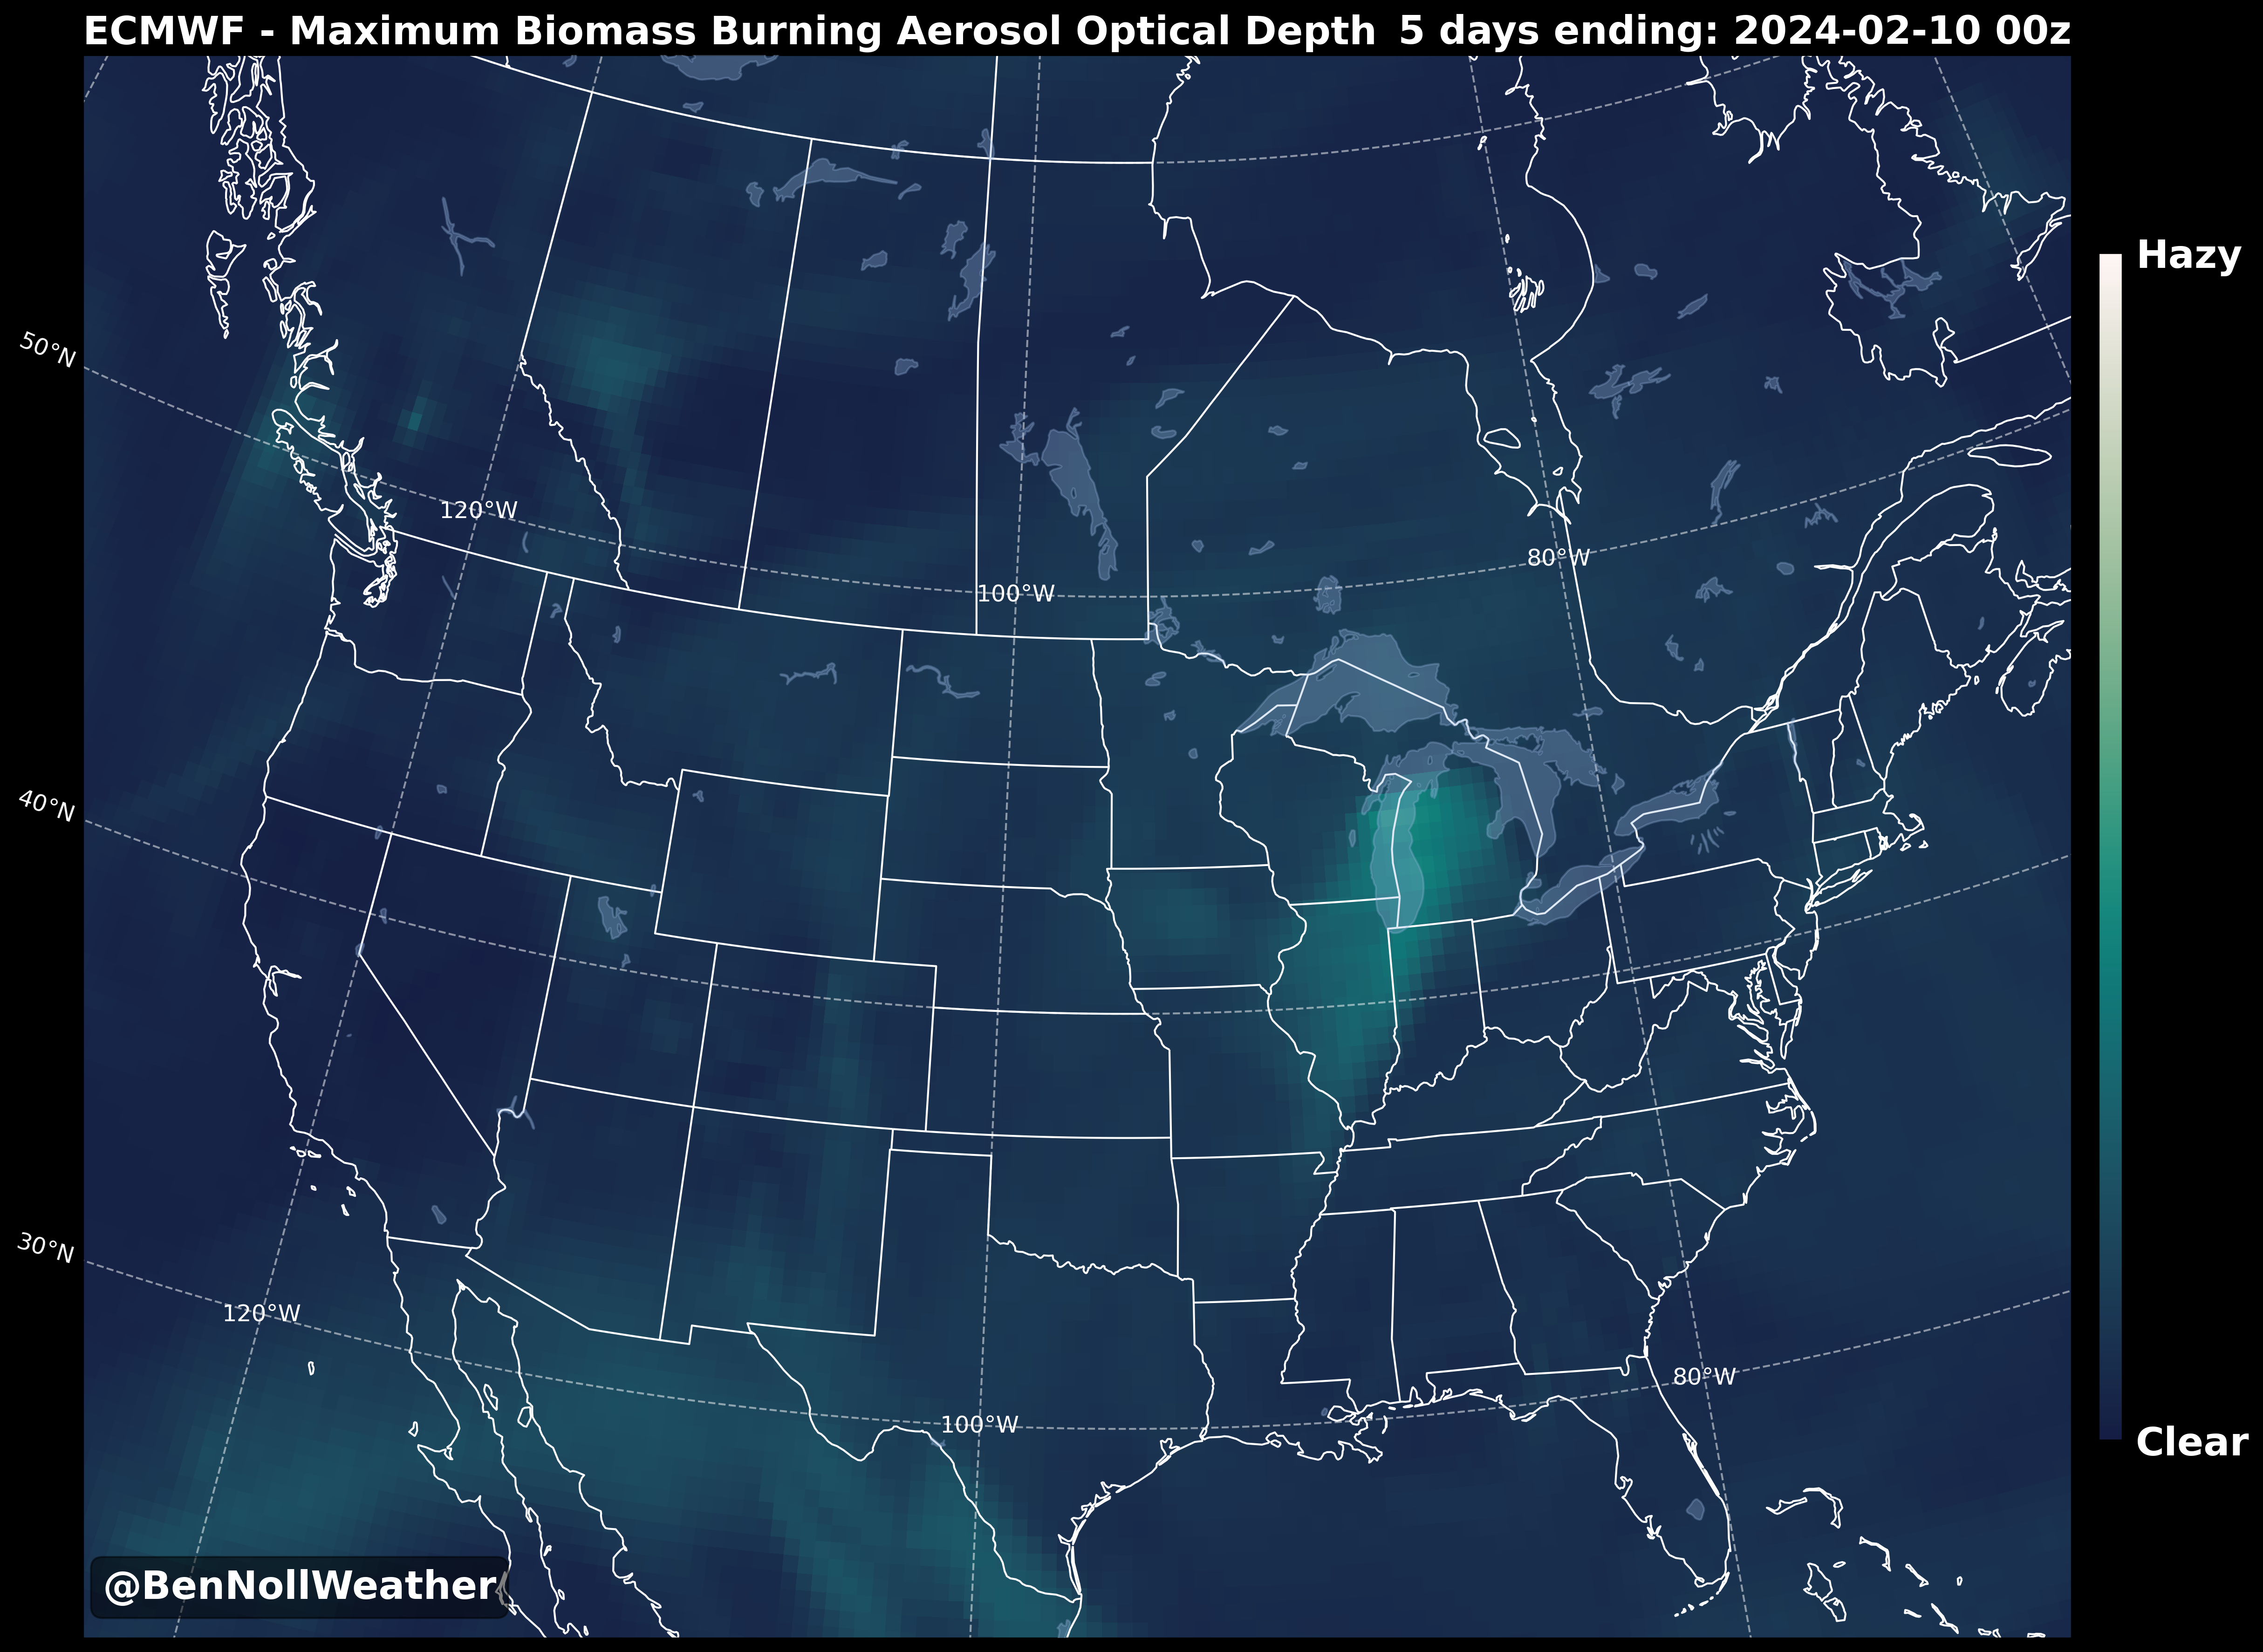 ECMWF - Maximum Biomass Burning Aerosol Optical Depth 5 days ending: 2024-02-10 00z
Hazy
50°N
120°W
80°W
100°W
40°N
30°N
120°W
80°W
100°W
Clear
@BenNollWeather